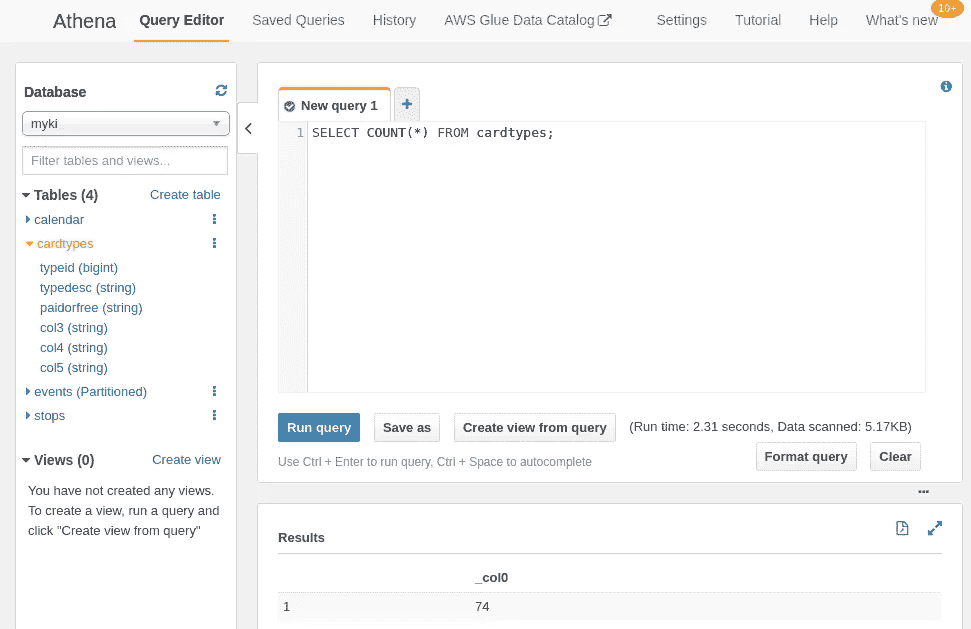 Athena Query Editor Saved Queries History AWS Glue Data Catalog Settings Tutorial Help What's new 10+
Database
myki
Filter tables and views...
Tables (4) Create table
calendar
cardtypes
typeid (bigint)
typedesc (string)
paidorfree (string)
col3 (string)
col4 (string)
col5 (string)
events (Partitioned)
stops
Views (0) Create view
You have not created any views.
To create a view, run a query and
click "Create view from query"
New query 1
1 SELECT COUNT(*) FROM cardtypes;
Run query Save as Create view from query (Run time: 2.31 seconds, Data scanned: 5.17KB)
Use Ctrl + Enter to run query, Ctrl + Space to autocomplete
Format query Clear
Results
_col0
1 74